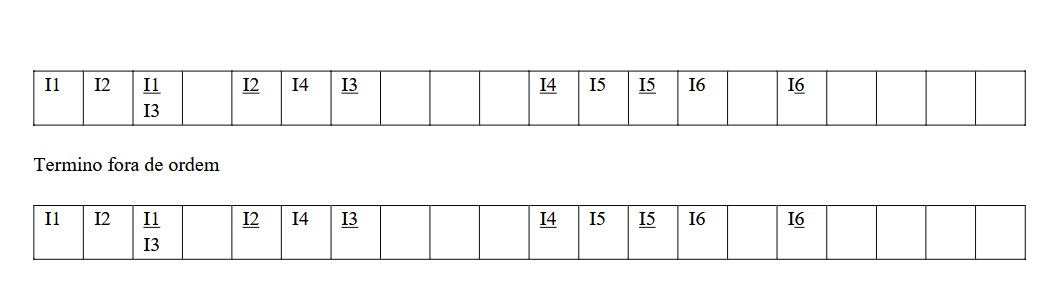 I1 I2 I1 I2 I4 I3 I4 I5 I5 I6 I6
I3
Termino fora de ordem
I1 I2 I1 I2 I4 I3 I4 I5 I5 I6 I6
I3